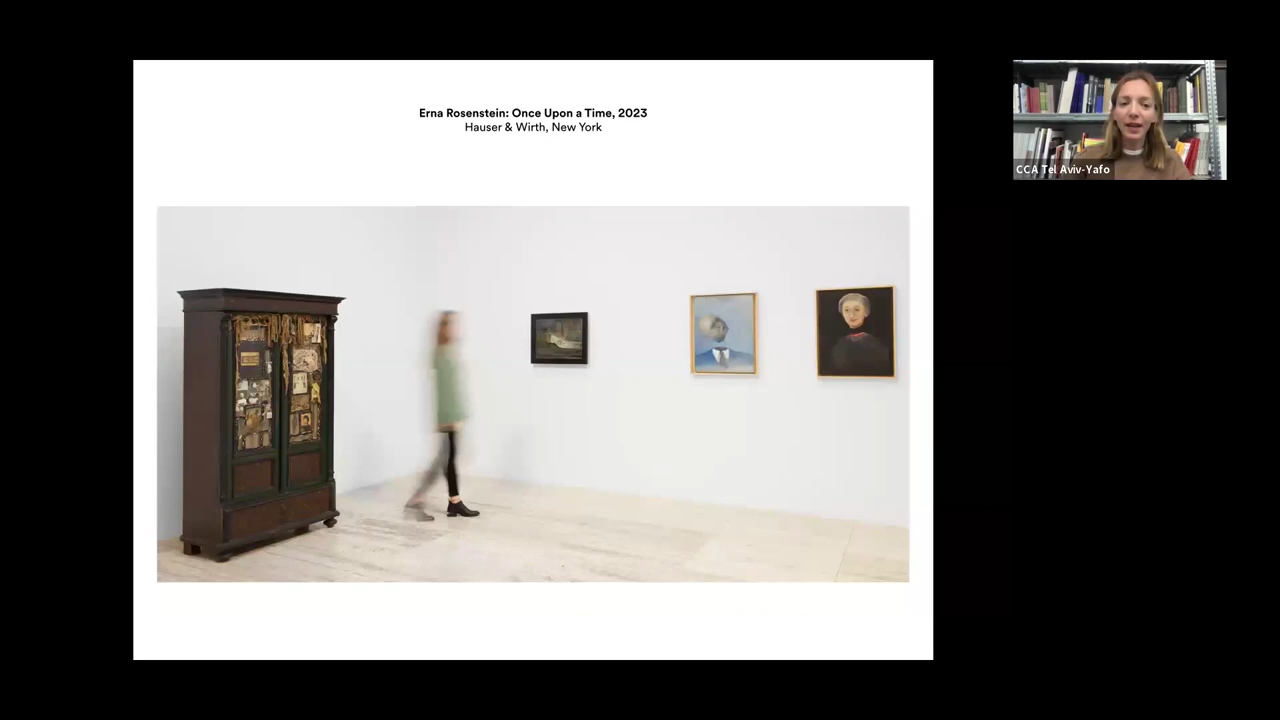 Erna Rosenstein: Once Upon a Time, 2023
Hauser & Wirth, New York
CCA Tel Aviv-Yafo